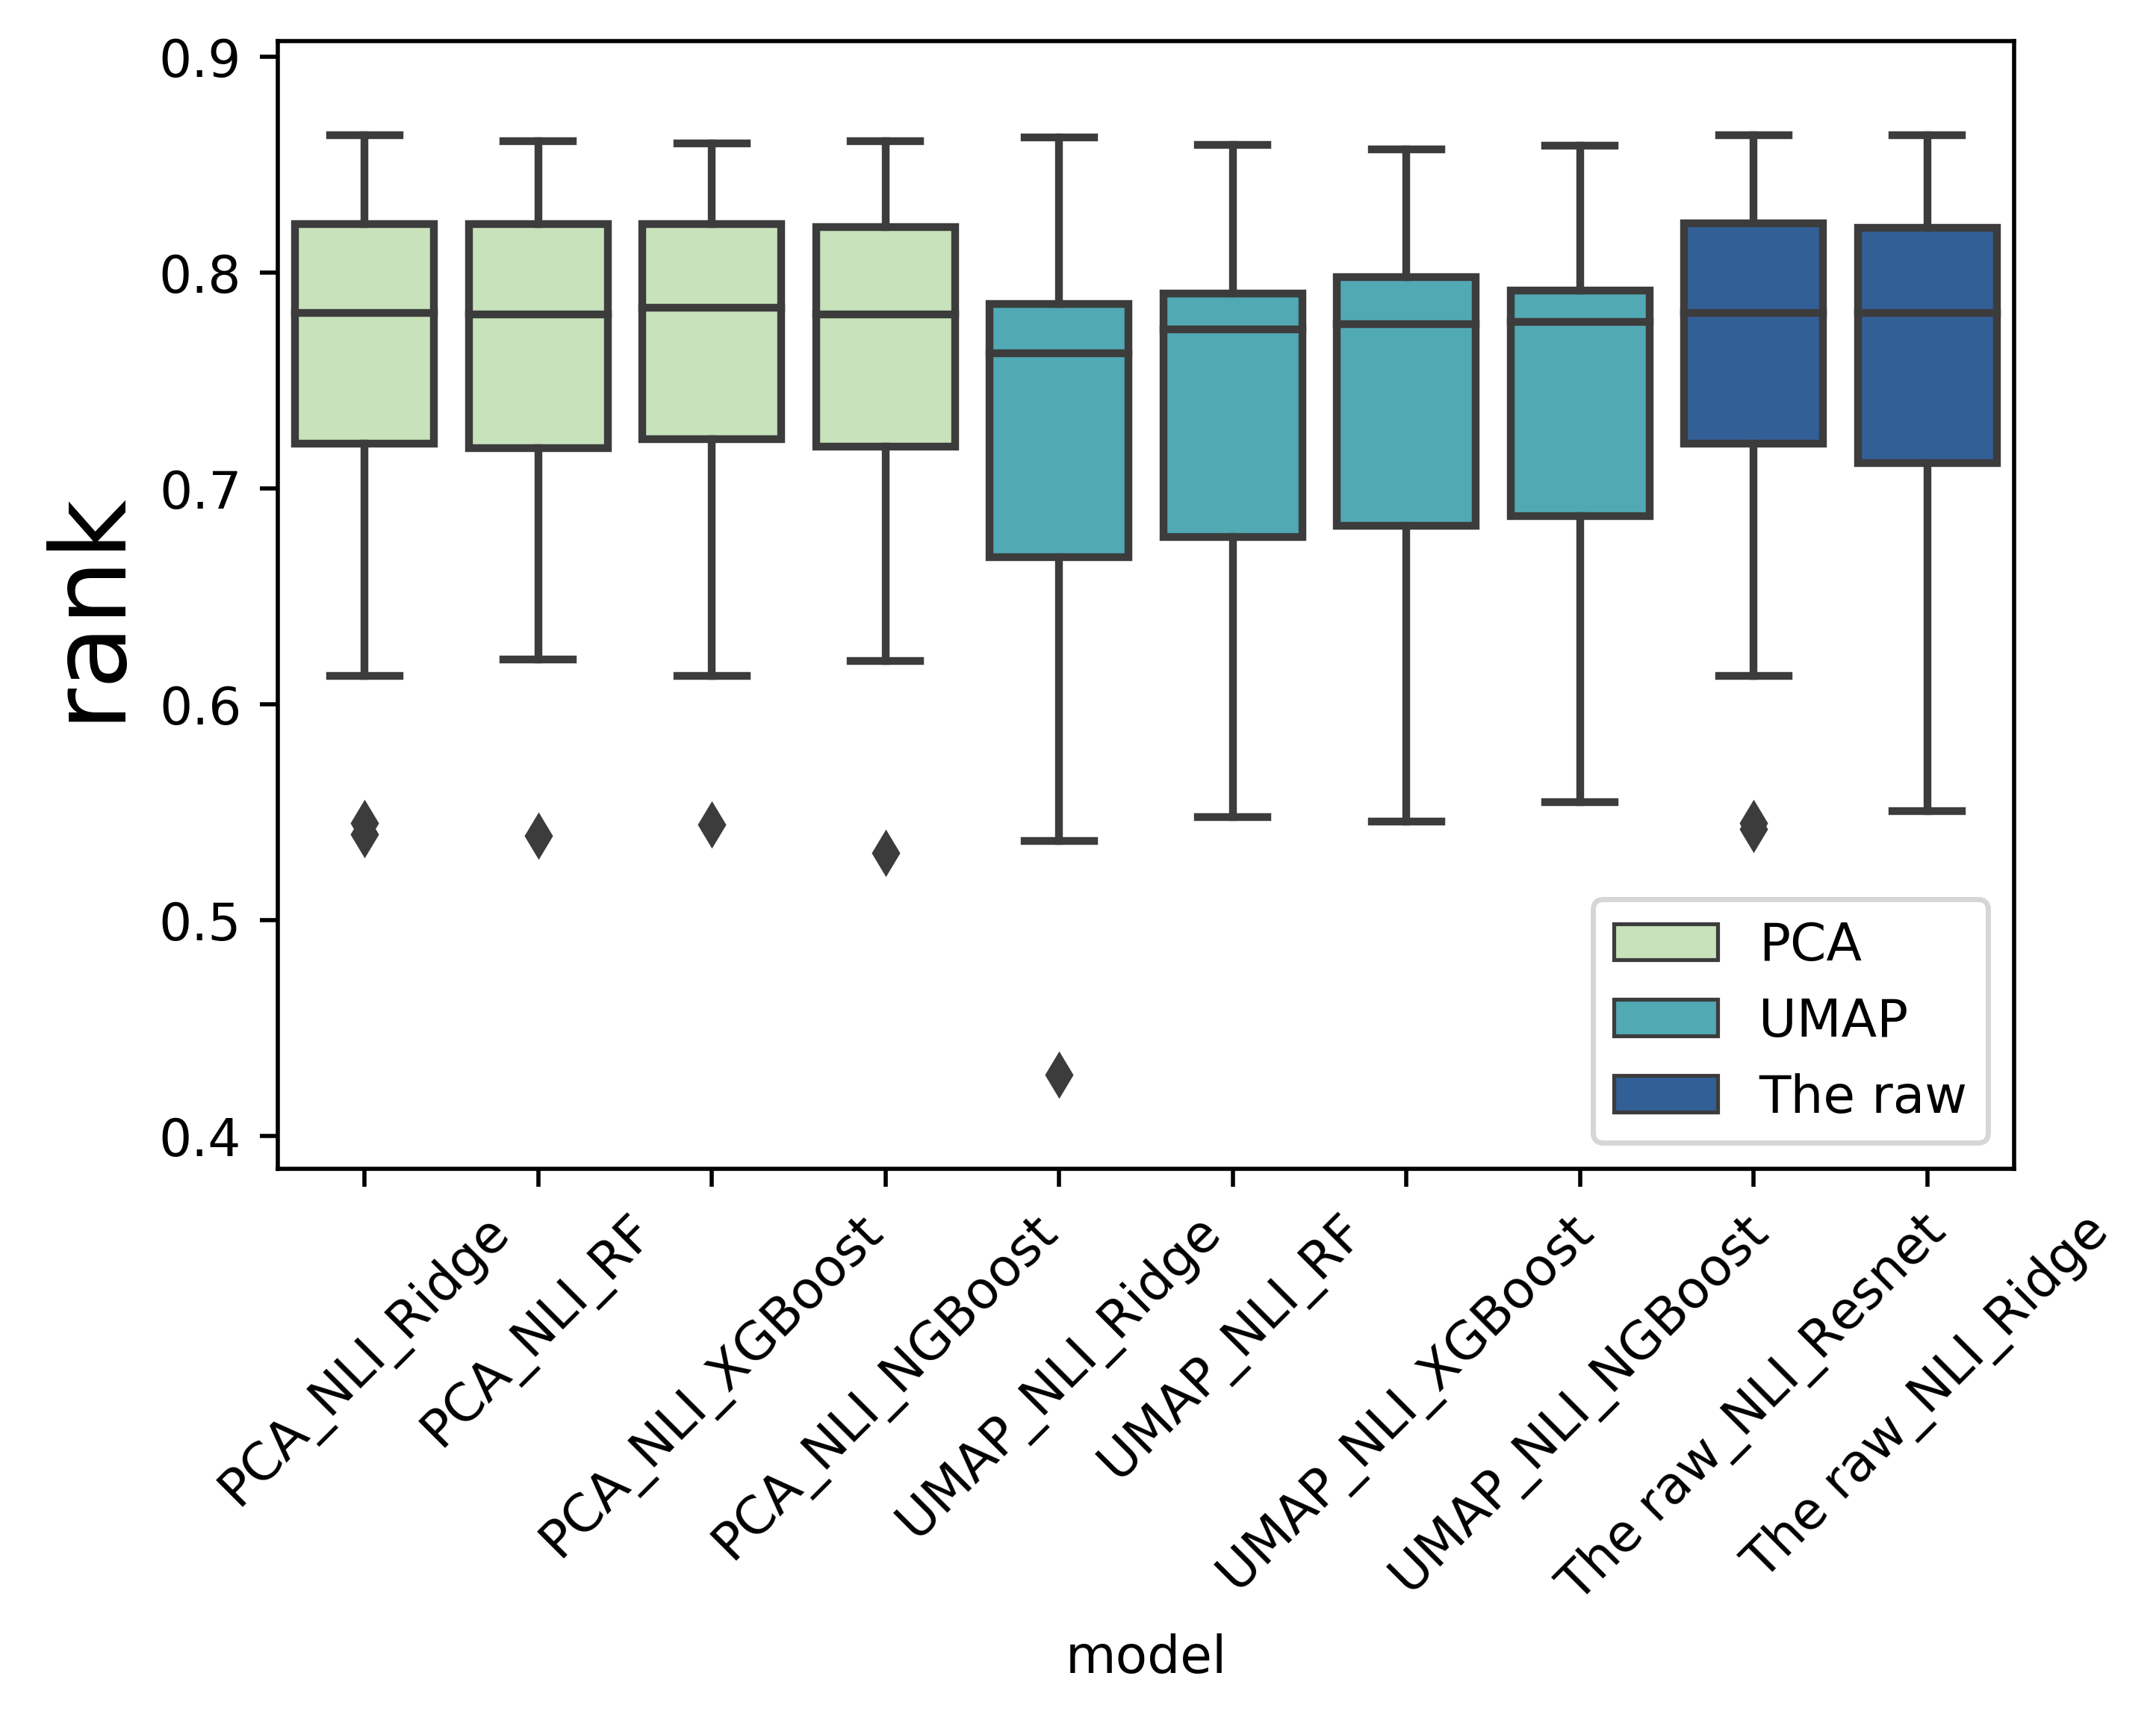 rank
0.9
0.8
0.7
0.6
0.5
0.4
PCA
UMAP
The raw
PCA_NLI_Ridge
PCA_NLI_RF
PCA_NLI_XGBoost
PCA_NLI_NGBoost
UMAP_NLI_Ridge
UMAP_NLI_RF
UMAP_NLI_XGBoost
UMAP_NLI_NGBoost
The raw_NLI_Resnet
The raw_NLI_Ridge
model